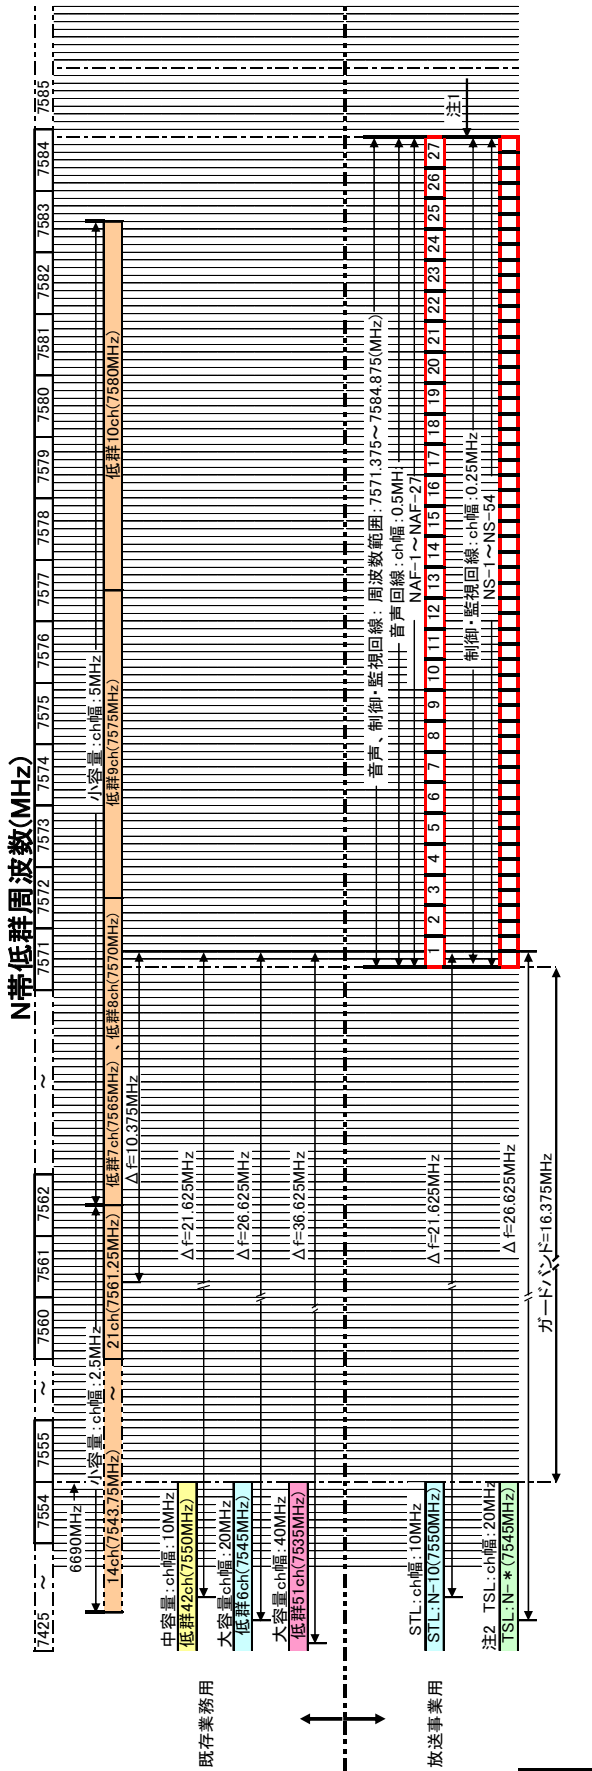 N帯低群周波数(MHz)
7425 ～ 7554 7555 ～ 7560 7561 7562 ～ 7571 7572 7573 7574 7575 7576 7577 7578 7579 7580 7581 7582 7583 7584 7585
6690MHz
小容量:ch幅:2.5MHz
小容量:ch幅:5MHz
14ch(7543.75MHz) ～ 21ch(7561.25MHz) 低群7ch(7565MHz) 、低群8ch(7570MHz) 低群9ch(7575MHz) 低群10ch(7580MHz)
△f=10.375MHz
中容量:ch幅:10MHz
低群42ch(7550MHz)
△f=21.625MHz
大容量ch幅:20MHz
低群6ch(7545MHz)
△f=26.625MHz
大容量ch幅:40MHz
低群51ch(7535MHz)
△f=36.625MHz
既存業務用
放送事業用
音声、制御・監視回線: 周波数範囲:7571.375～7584.875(MHz)
音声回線:ch幅:0.5MHz
NAF-1～NAF-27
STL:ch幅:10MHz
STL:N-10(7550MHz)
△f=21.625MHz
1 2 3 4 5 6 7 8 9 10 11 12 13 14 15 16 17 18 19 20 21 22 23 24 25 26 27
注1
制御・監視回線:ch幅:0.25MHz
NS-1～NS-54
注2 TSL:ch幅:20MHz
TSL:N-＊(7545MHz)
△f=26.625MHz
ガードバンド=16.375MHz